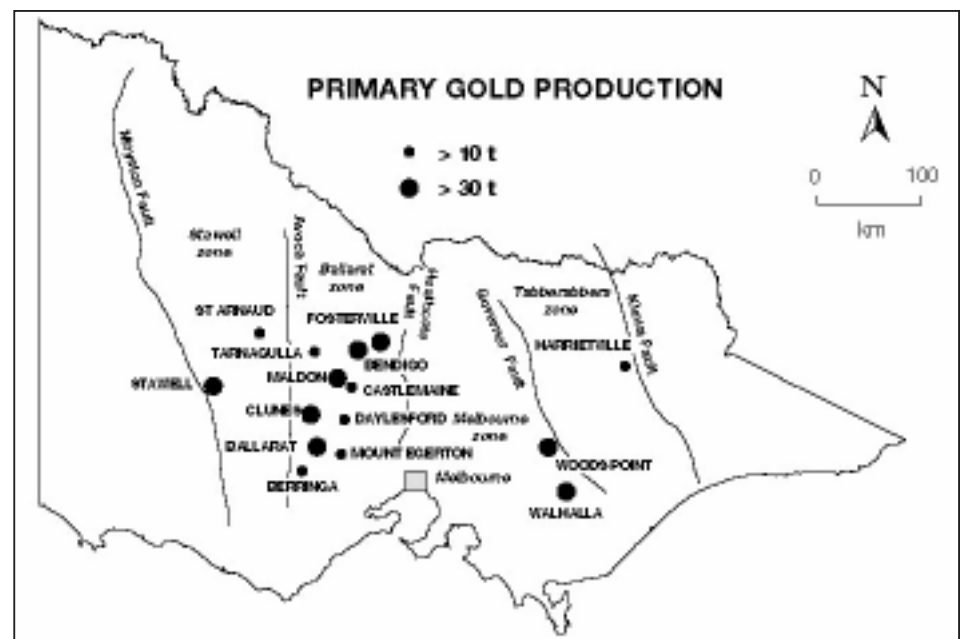 PRIMARY GOLD PRODUCTION
N
> 10 t
> 30 t
0 100
km
Moyston Fault
Stawell
zone
Avoca Fault
Ballarat
zone
Heathcote
Fault
Governor Fault
Tabberabbera
zone
Kiewa Fault
ST ARNAUD
FOSTERVILLE
TARNAGULLA
BENDIGO
HARRIETVILLE
STAWELL
MALDON
CASTLEMAINE
CLUNES
DAYLESFORD
Melbourne
zone
BALLARAT
MOUNT EGERTON
WOODS POINT
BERRINGA
Melbourne
WALHALLA